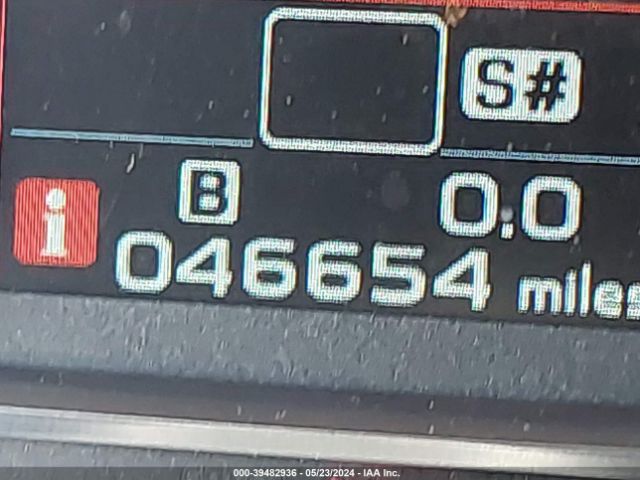 S#
B 0.0
i 046654 miles
000-39482936 - 05/23/2024 - IAA Inc.